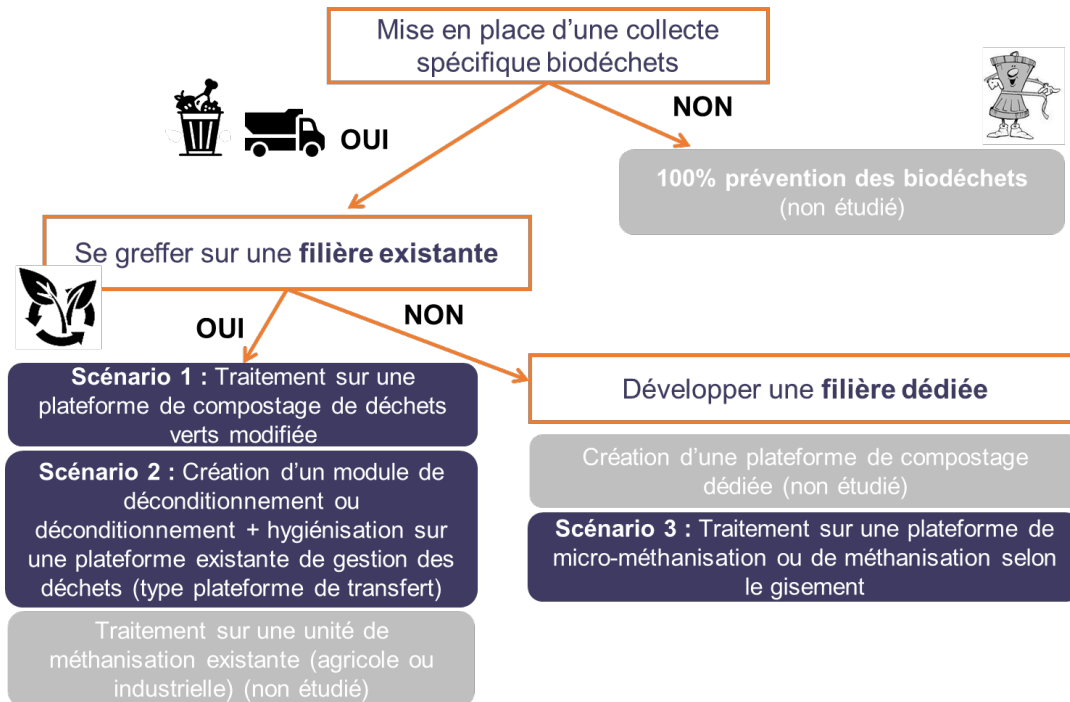 Mise en place d’une collecte
spécifique biodéchets
OUI
NON
100% prévention des biodéchets
(non étudié)
Se greffer sur une filière existante
OUI
NON
Scénario 1 : Traitement sur une
plateforme de compostage de déchets
verts modifiée
Scénario 2 : Création d’un module de
déconditionnement ou
déconditionnement + hygiénisation sur
une plateforme existante de gestion des
déchets (type plateforme de transfert)
Traitement sur une unité de
méthanisation existante (agricole ou
industrielle) (non étudié)
Développer une filière dédiée
Création d’une plateforme de compostage
dédiée (non étudié)
Scénario 3 : Traitement sur une plateforme de
micro-méthanisation ou de méthanisation selon
le gisement